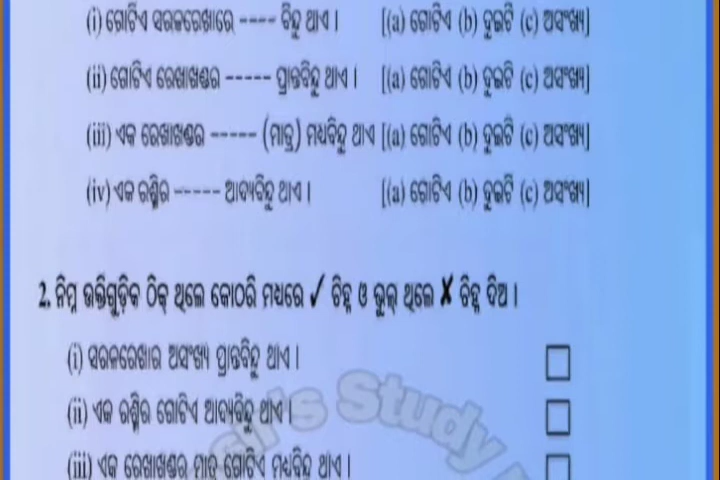 (i) ଗୋଟିଏ ସରଳରେଖାରେ ---- ବିନ୍ଦୁ ଥାଏ । [(a) ଗୋଟିଏ (b) ଦୁଇଟି (c) ଅସଂଖ୍ୟ]
(ii) ଗୋଟିଏ ରେଖାଖଣ୍ଡର ----- ପ୍ରାନ୍ତବିନ୍ଦୁ ଥାଏ । [(a) ଗୋଟିଏ (b) ଦୁଇଟି (c) ଅସଂଖ୍ୟ]
(iii) ଏକ ରେଖାଖଣ୍ଡର ----- (ମାତ୍ର) ମଧ୍ୟବିନ୍ଦୁ ଥାଏ [(a) ଗୋଟିଏ (b) ଦୁଇଟି (c) ଅସଂଖ୍ୟ]
(iv) ଏକ ରଶ୍ମିର ----- ଆଦ୍ୟବିନ୍ଦୁ ଥାଏ । [(a) ଗୋଟିଏ (b) ଦୁଇଟି (c) ଅସଂଖ୍ୟ]
2. ନିମ୍ନ ଉକ୍ତିଗୁଡ଼ିକ ଠିକ୍ ଥିଲେ କୋଠରି ମଧ୍ୟରେ ✓ ଚିହ୍ନ ଓ ଭୁଲ୍ ଥିଲେ ✗ ଚିହ୍ନ ଦିଅ ।
(i) ସରଳରେଖାର ଅସଂଖ୍ୟ ପ୍ରାନ୍ତବିନ୍ଦୁ ଥାଏ ।
(ii) ଏକ ରଶ୍ମିର ଗୋଟିଏ ଆଦ୍ୟବିନ୍ଦୁ ଥାଏ ।
(iii) ଏକ ରେଖାଖଣ୍ଡର ମାତ୍ର ଗୋଟିଏ ମଧ୍ୟବିନ୍ଦୁ ଥାଏ ।
Study